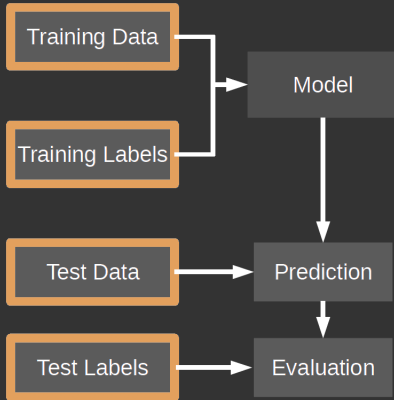 Training Data
Model
Training Labels
Test Data
Prediction
Test Labels
Evaluation